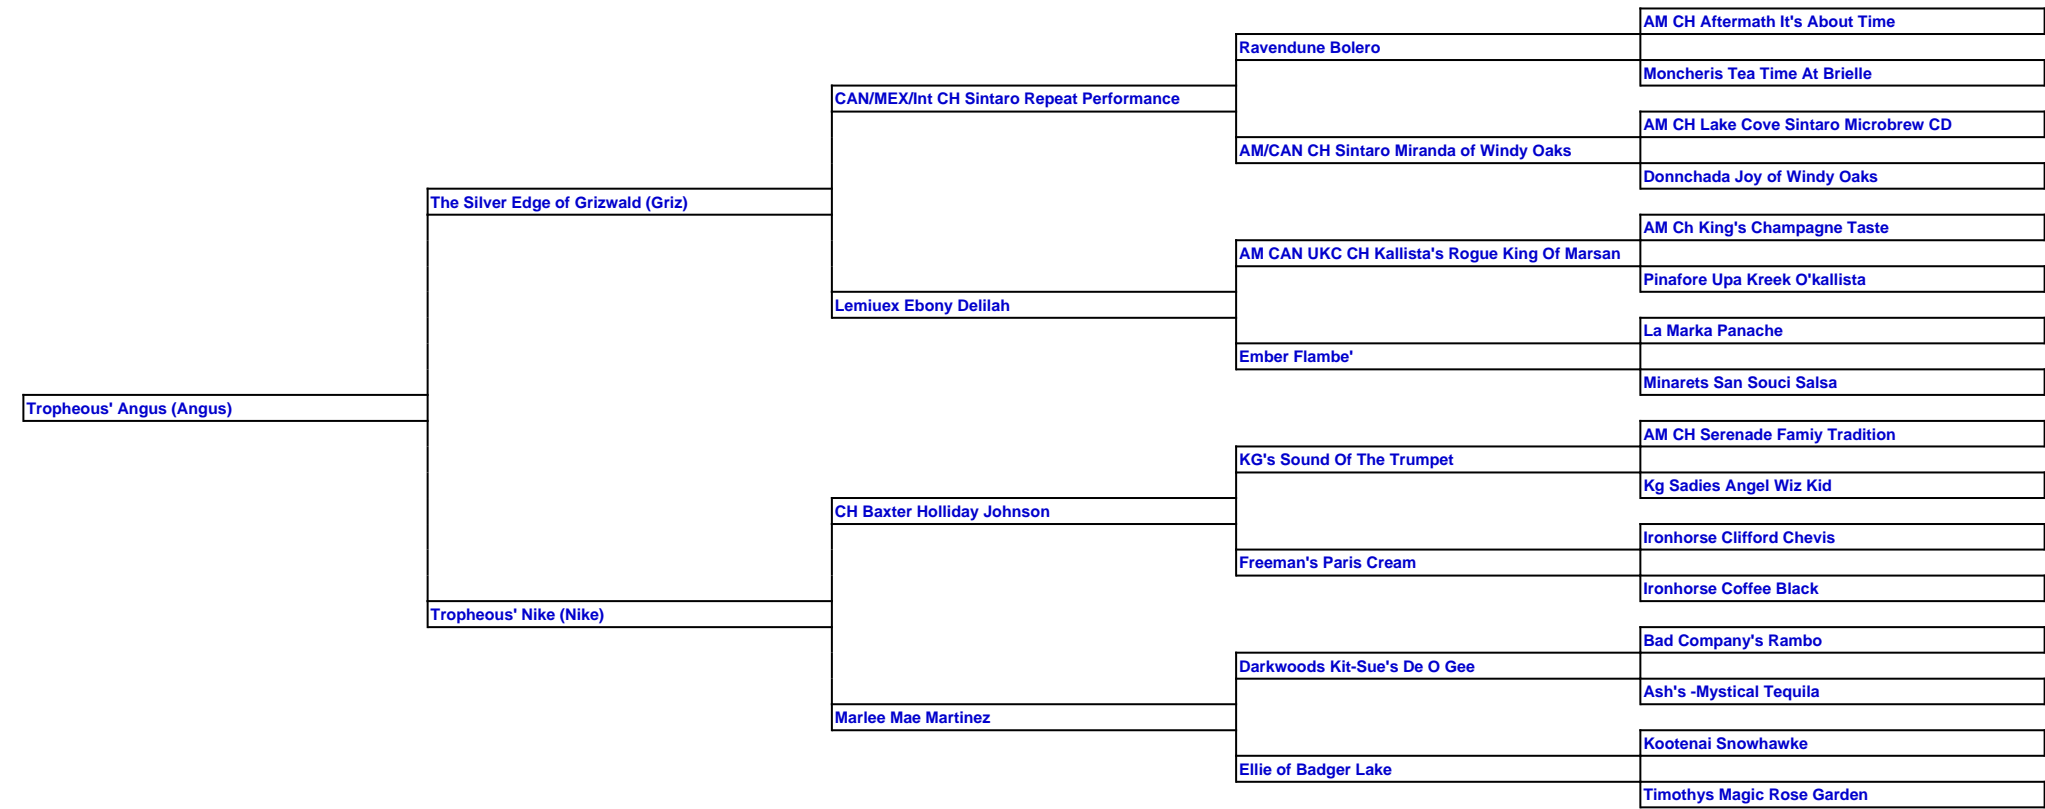 AM CH Aftermath It's About Time
Ravendune Bolero
Moncheris Tea Time At Brielle
CAN/MEX/Int CH Sintaro Repeat Performance
AM CH Lake Cove Sintaro Microbrew CD
AM/CAN CH Sintaro Miranda of Windy Oaks
Donnchada Joy of Windy Oaks
The Silver Edge of Grizwald (Griz)
AM Ch King's Champagne Taste
AM CAN UKC CH Kallista's Rogue King Of Marsan
Pinafore Upa Kreek O'kallista
Lemiuex Ebony Delilah
La Marka Panache
Ember Flambe'
Minarets San Souci Salsa
Tropheous' Angus (Angus)
AM CH Serenade Famiy Tradition
KG's Sound Of The Trumpet
Kg Sadies Angel Wiz Kid
CH Baxter Holliday Johnson
Ironhorse Clifford Chevis
Freeman's Paris Cream
Ironhorse Coffee Black
Tropheous' Nike (Nike)
Bad Company's Rambo
Darkwoods Kit-Sue's De O Gee
Ash's -Mystical Tequila
Marlee Mae Martinez
Kootenai Snowhawke
Ellie of Badger Lake
Timothys Magic Rose Garden